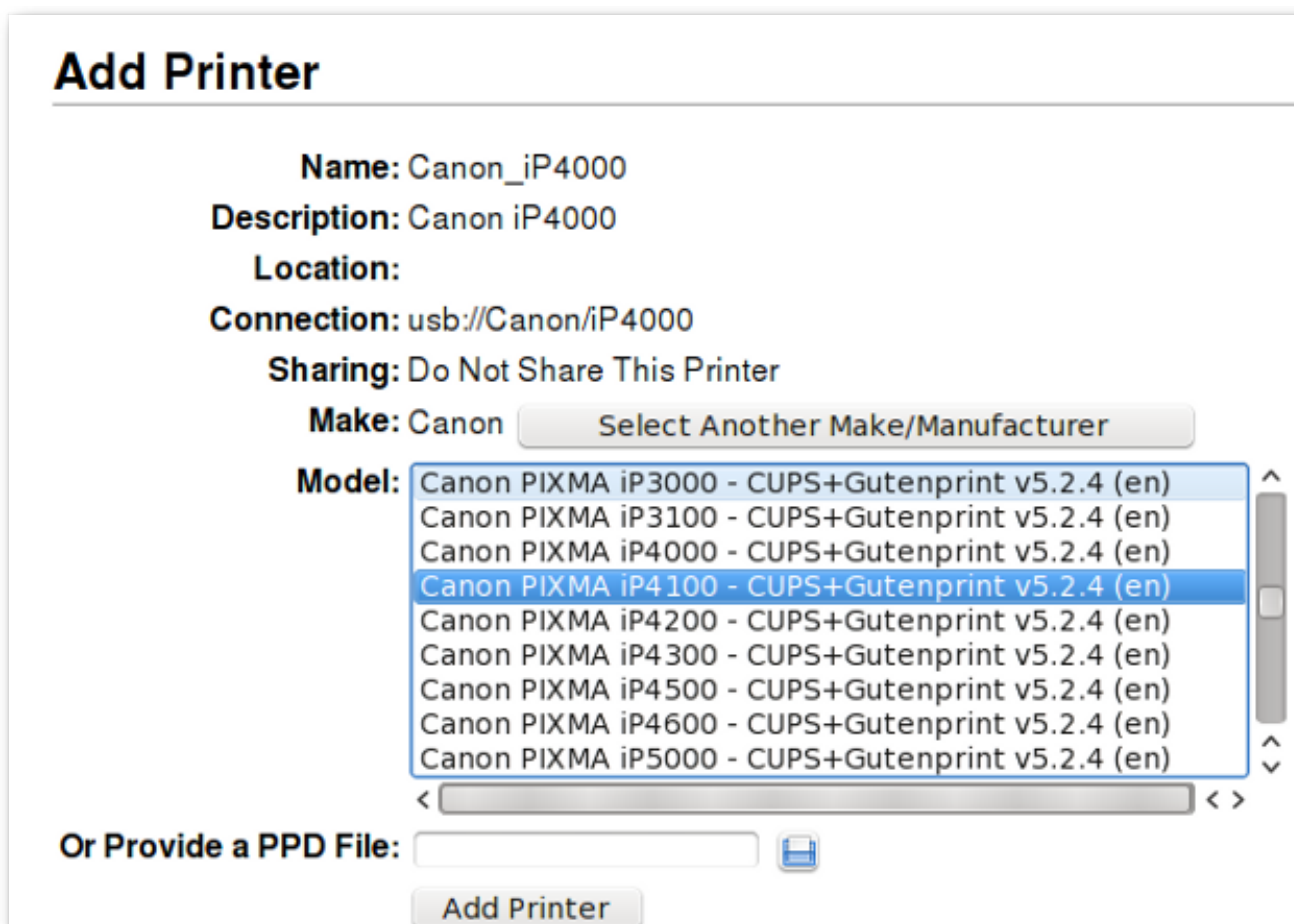 Add Printer
Name: Canon_iP4000
Description: Canon iP4000
Location:
Connection: usb://Canon/iP4000
Sharing: Do Not Share This Printer
Make: Canon Select Another Make/Manufacturer
Model: Canon PIXMA iP3000 - CUPS+Gutenprint v5.2.4 (en)
Canon PIXMA iP3100 - CUPS+Gutenprint v5.2.4 (en)
Canon PIXMA iP4000 - CUPS+Gutenprint v5.2.4 (en)
Canon PIXMA iP4100 - CUPS+Gutenprint v5.2.4 (en)
Canon PIXMA iP4200 - CUPS+Gutenprint v5.2.4 (en)
Canon PIXMA iP4300 - CUPS+Gutenprint v5.2.4 (en)
Canon PIXMA iP4500 - CUPS+Gutenprint v5.2.4 (en)
Canon PIXMA iP4600 - CUPS+Gutenprint v5.2.4 (en)
Canon PIXMA iP5000 - CUPS+Gutenprint v5.2.4 (en)
Or Provide a PPD File:
Add Printer